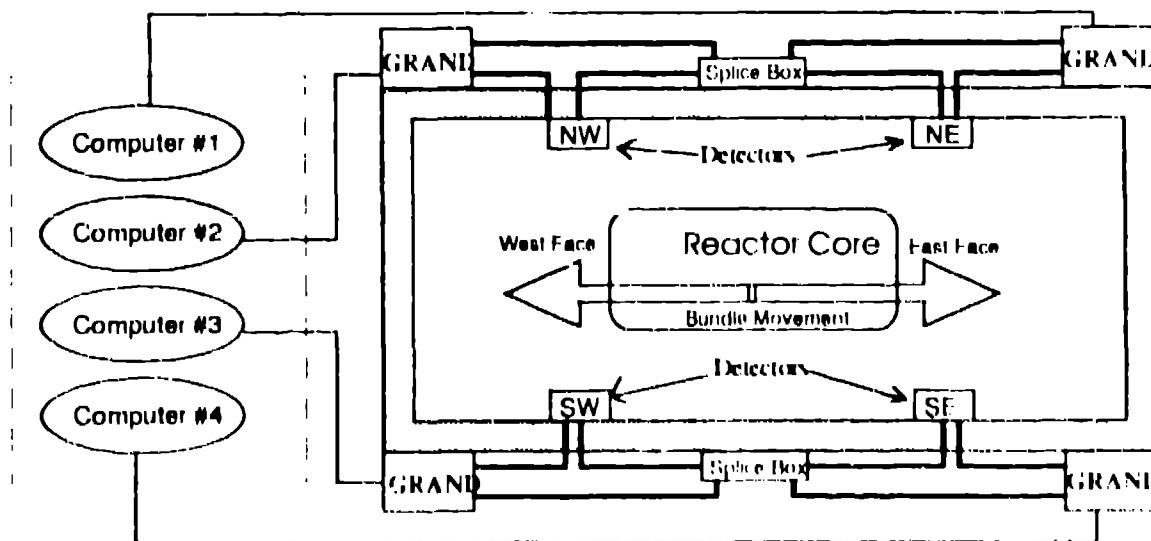 GRAND
Splice Box
GRAND
Computer #1
NW
Detectors
NE
Computer #2
West Face
Reactor Core
East Face
Computer #3
Bundle Movement
Detectors
Computer #4
SW
SE
GRAND
Splice Box
GRAND